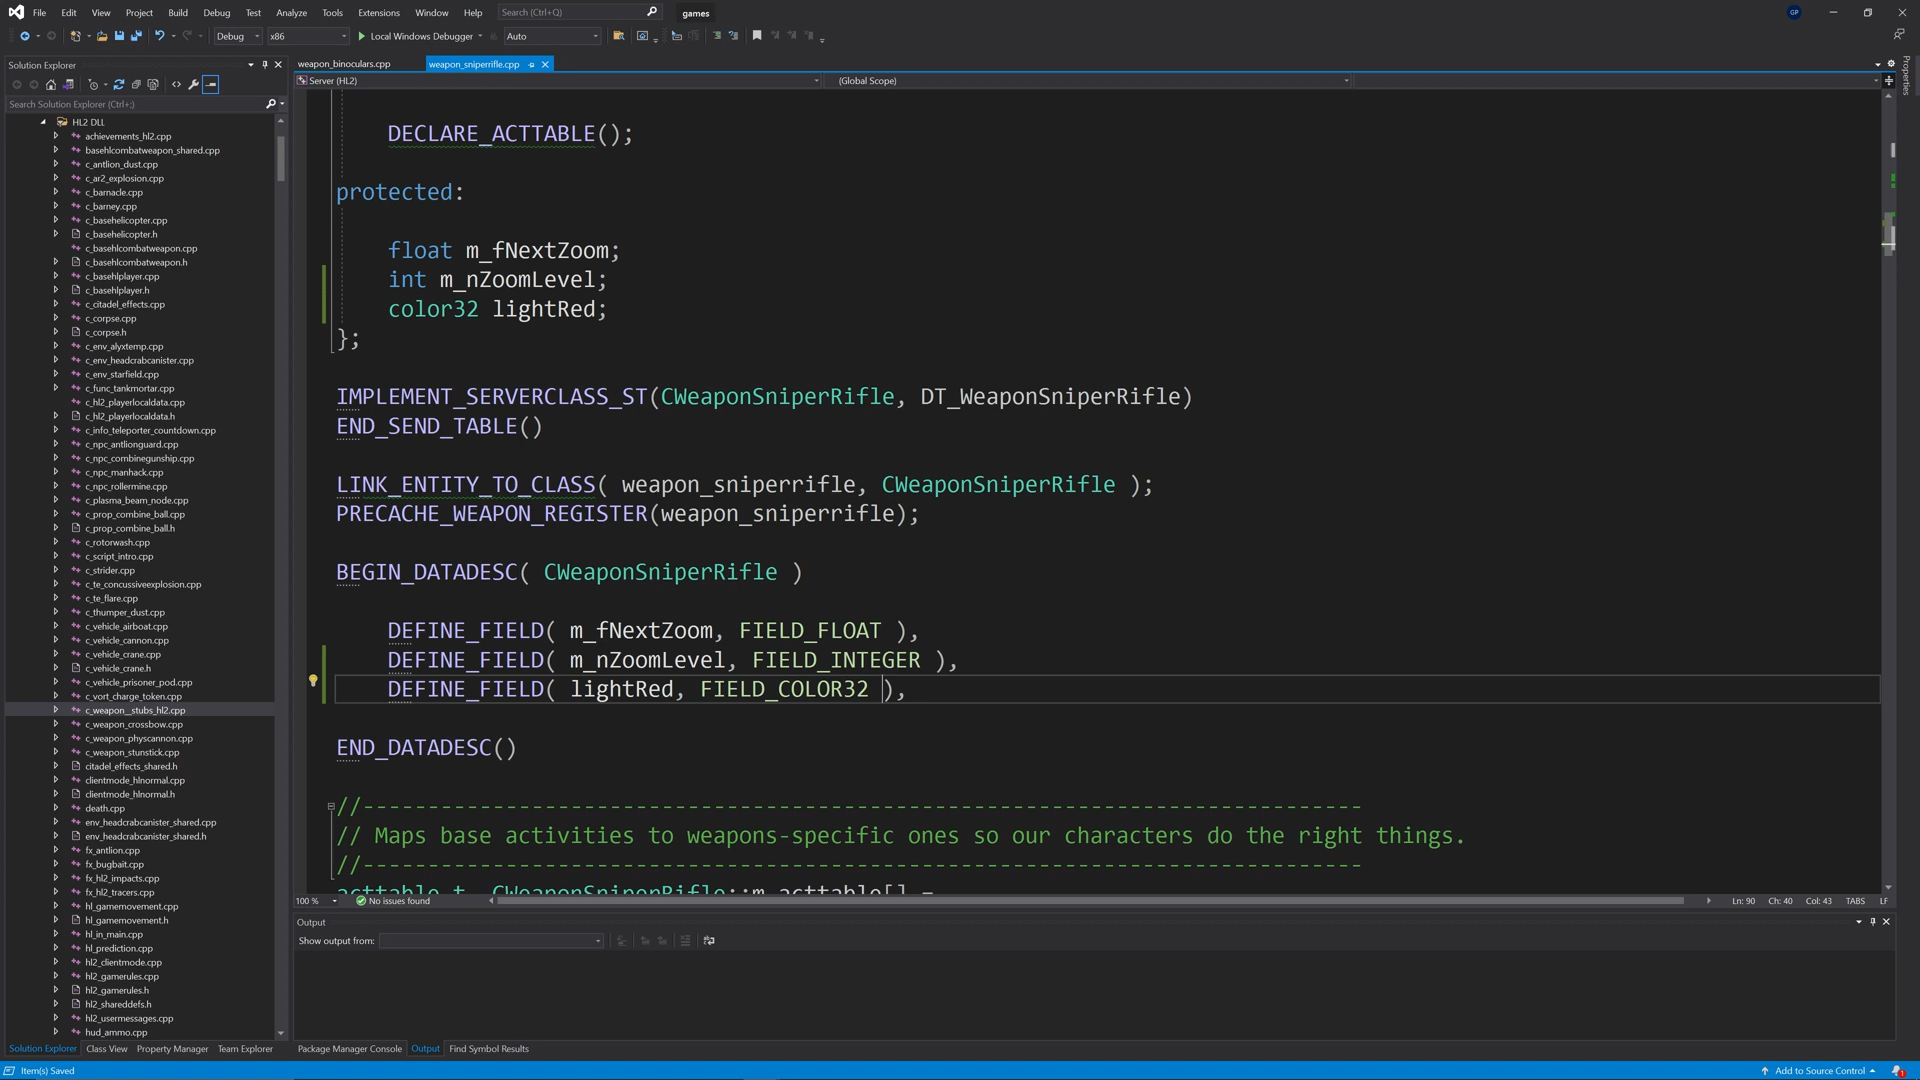 File Edit View Project Build Debug Test Analyze Tools Extensions Window Help Search (Ctrl+Q) games GP
Debug x86 Local Windows Debugger Auto
Solution Explorer
Search Solution Explorer (Ctrl+;)
HL2 DLL
achievements_hl2.cpp
basehlcombatweapon_shared.cpp
c_antlion_dust.cpp
c_ar2_explosion.cpp
c_barnacle.cpp
c_barney.cpp
c_basehelicopter.cpp
c_basehelicopter.h
c_basehlcombatweapon.cpp
c_basehlcombatweapon.h
c_basehlplayer.cpp
c_basehlplayer.h
c_citadel_effects.cpp
c_corpse.cpp
c_corpse.h
c_env_alyxtemp.cpp
c_env_headcrabcanister.cpp
c_env_starfield.cpp
c_func_tankmortar.cpp
c_hl2_playerlocaldata.cpp
c_hl2_playerlocaldata.h
c_info_teleporter_countdown.cpp
c_npc_antlionguard.cpp
c_npc_combinegunship.cpp
c_npc_manhack.cpp
c_npc_rollermine.cpp
c_plasma_beam_node.cpp
c_prop_combine_ball.cpp
c_prop_combine_ball.h
c_rotorwash.cpp
c_script_intro.cpp
c_strider.cpp
c_te_concussiveexplosion.cpp
c_te_flare.cpp
c_thumper_dust.cpp
c_vehicle_airboat.cpp
c_vehicle_cannon.cpp
c_vehicle_crane.cpp
c_vehicle_crane.h
c_vehicle_prisoner_pod.cpp
c_vort_charge_token.cpp
c_weapon__stubs_hl2.cpp
c_weapon_crossbow.cpp
c_weapon_physcannon.cpp
c_weapon_stunstick.cpp
citadel_effects_shared.h
clientmode_hlnormal.cpp
clientmode_hlnormal.h
death.cpp
env_headcrabcanister_shared.cpp
env_headcrabcanister_shared.h
fx_antlion.cpp
fx_bugbait.cpp
fx_hl2_impacts.cpp
fx_hl2_tracers.cpp
hl_gamemovement.cpp
hl_gamemovement.h
hl_in_main.cpp
hl_prediction.cpp
hl2_clientmode.cpp
hl2_gamerules.cpp
hl2_gamerules.h
hl2_shareddefs.h
hl2_usermessages.cpp
hud_ammo.cpp
Solution Explorer Class View Property Manager Team Explorer
weapon_binoculars.cpp weapon_sniperrifle.cpp
Server (HL2) (Global Scope)
DECLARE_ACTTABLE();
protected:
float m_fNextZoom;
int m_nZoomLevel;
color32 lightRed;
};
IMPLEMENT_SERVERCLASS_ST(CWeaponSniperRifle, DT_WeaponSniperRifle)
END_SEND_TABLE()
LINK_ENTITY_TO_CLASS( weapon_sniperrifle, CWeaponSniperRifle );
PRECACHE_WEAPON_REGISTER(weapon_sniperrifle);
BEGIN_DATADESC( CWeaponSniperRifle )
DEFINE_FIELD( m_fNextZoom, FIELD_FLOAT ),
DEFINE_FIELD( m_nZoomLevel, FIELD_INTEGER ),
DEFINE_FIELD( lightRed, FIELD_COLOR32 ),
END_DATADESC()
//-----------------------------------------------------------------------------
// Maps base activities to weapons-specific ones so our characters do the right things.
//-----------------------------------------------------------------------------
acttable_t CWeaponSniperRifle::m_acttable[] =
100 % No issues found Ln: 90 Ch: 40 Col: 43 TABS LF
Output
Show output from:
Package Manager Console Output Find Symbol Results
Properties
Item(s) Saved Add to Source Control 1